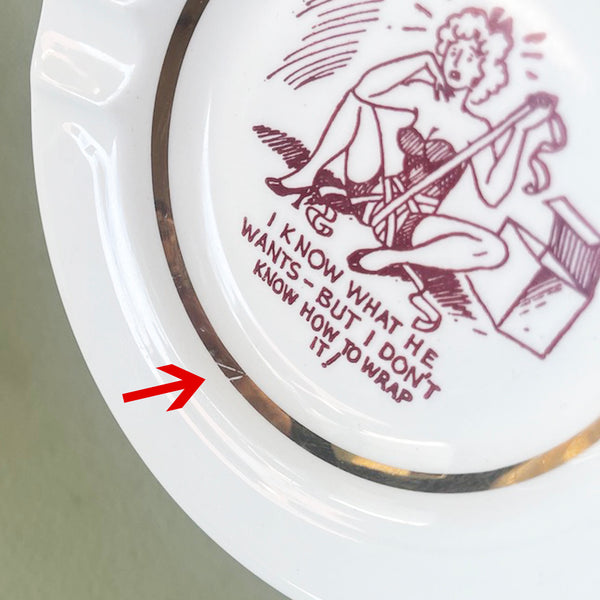 I KNOW WHAT HE
WANTS - BUT I DON'T
KNOW HOW TO WRAP
IT!